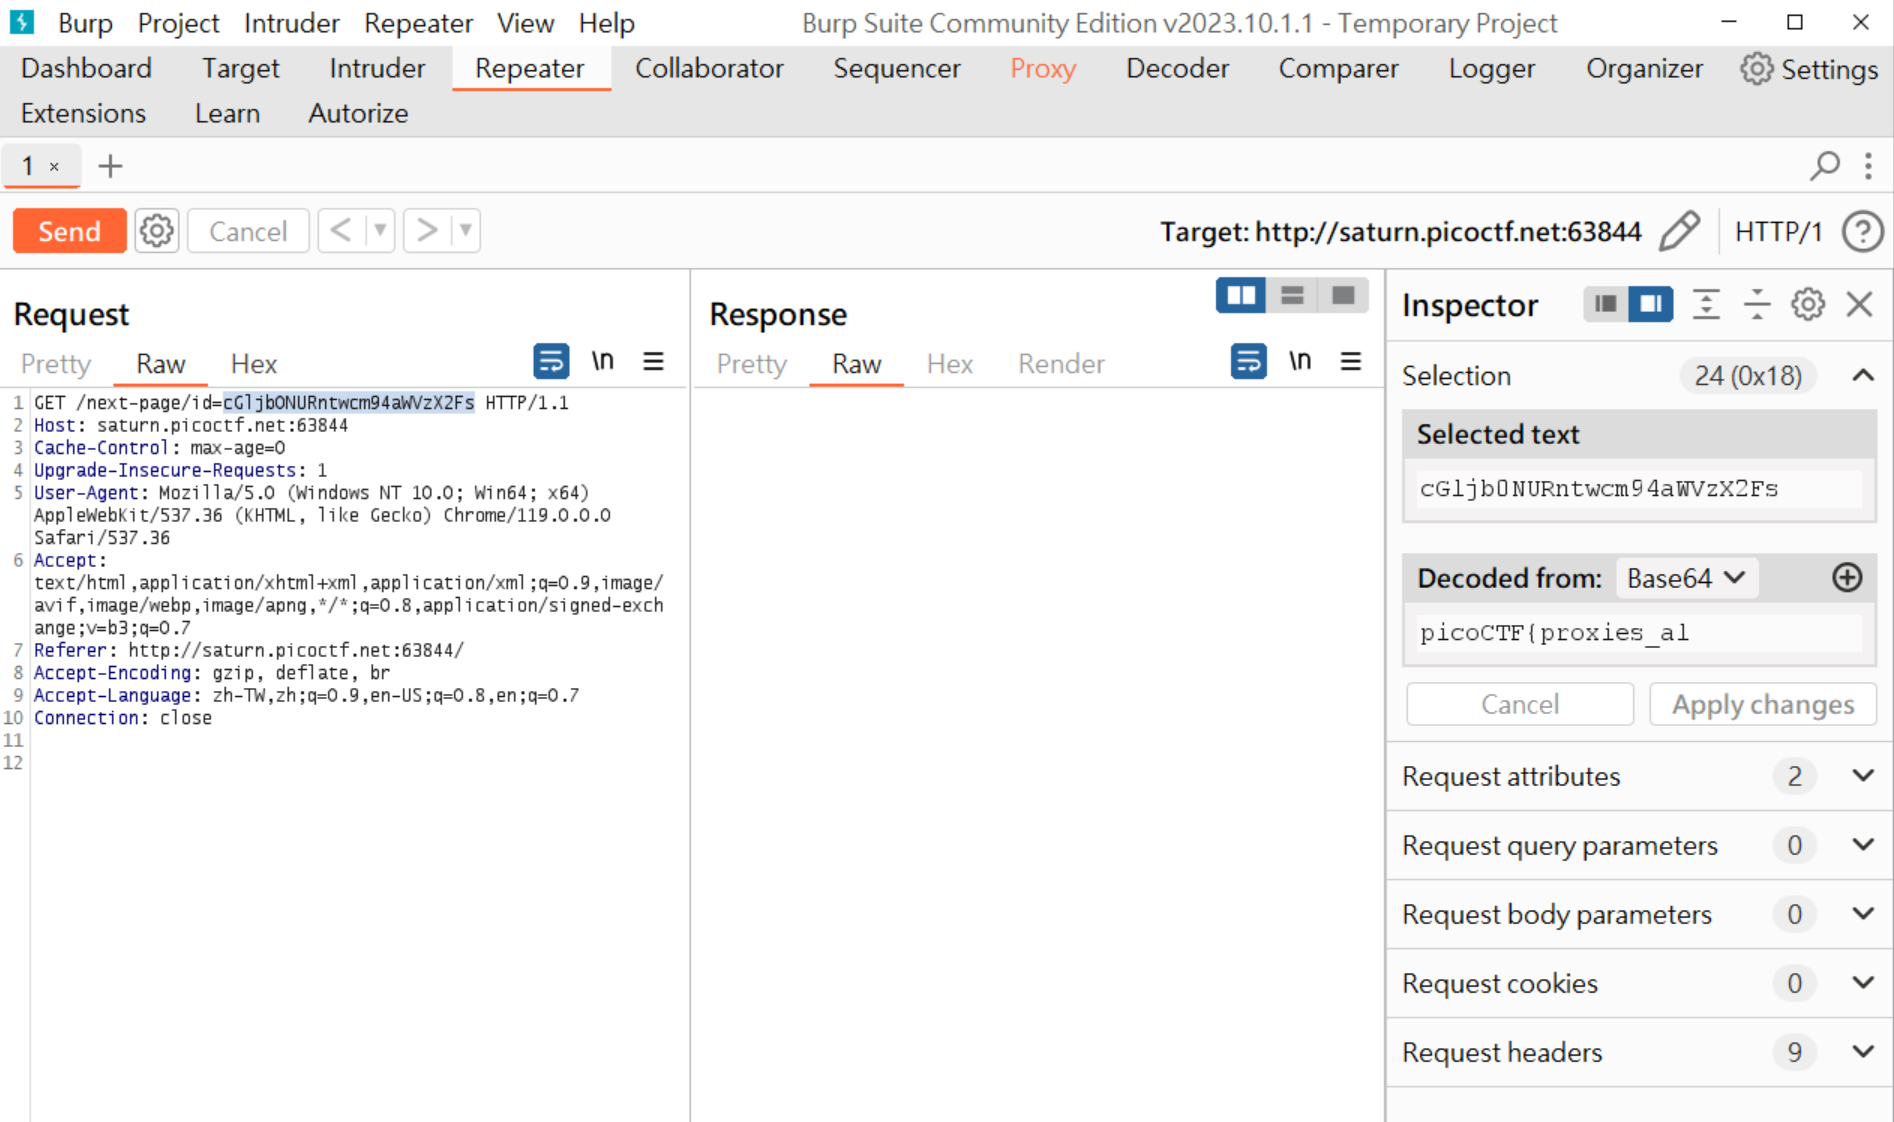 Burp Project Intruder Repeater View Help Burp Suite Community Edition v2023.10.1.1 - Temporary Project
Dashboard Target Intruder Repeater Collaborator Sequencer Proxy Decoder Comparer Logger Organizer Settings
Extensions Learn Autorize
1 × +
Send Cancel < > Target: http://saturn.picoctf.net:63844 HTTP/1 ?
Request
Pretty Raw Hex \n
1 GET /next-page/id=cGljb0NURntwcm94aWVzX2Fs HTTP/1.1
2 Host: saturn.picoctf.net:63844
3 Cache-Control: max-age=0
4 Upgrade-Insecure-Requests: 1
5 User-Agent: Mozilla/5.0 (Windows NT 10.0; Win64; x64)
AppleWebKit/537.36 (KHTML, like Gecko) Chrome/119.0.0.0
Safari/537.36
6 Accept:
text/html,application/xhtml+xml,application/xml;q=0.9,image/
avif,image/webp,image/apng,*/*;q=0.8,application/signed-exch
ange;v=b3;q=0.7
7 Referer: http://saturn.picoctf.net:63844/
8 Accept-Encoding: gzip, deflate, br
9 Accept-Language: zh-TW,zh;q=0.9,en-US;q=0.8,en;q=0.7
10 Connection: close
11
12
Response
Pretty Raw Hex Render \n
Inspector
Selection 24 (0x18)
Selected text
cGljb0NURntwcm94aWVzX2Fs
Decoded from: Base64
picoCTF{proxies_al
Cancel Apply changes
Request attributes 2
Request query parameters 0
Request body parameters 0
Request cookies 0
Request headers 9